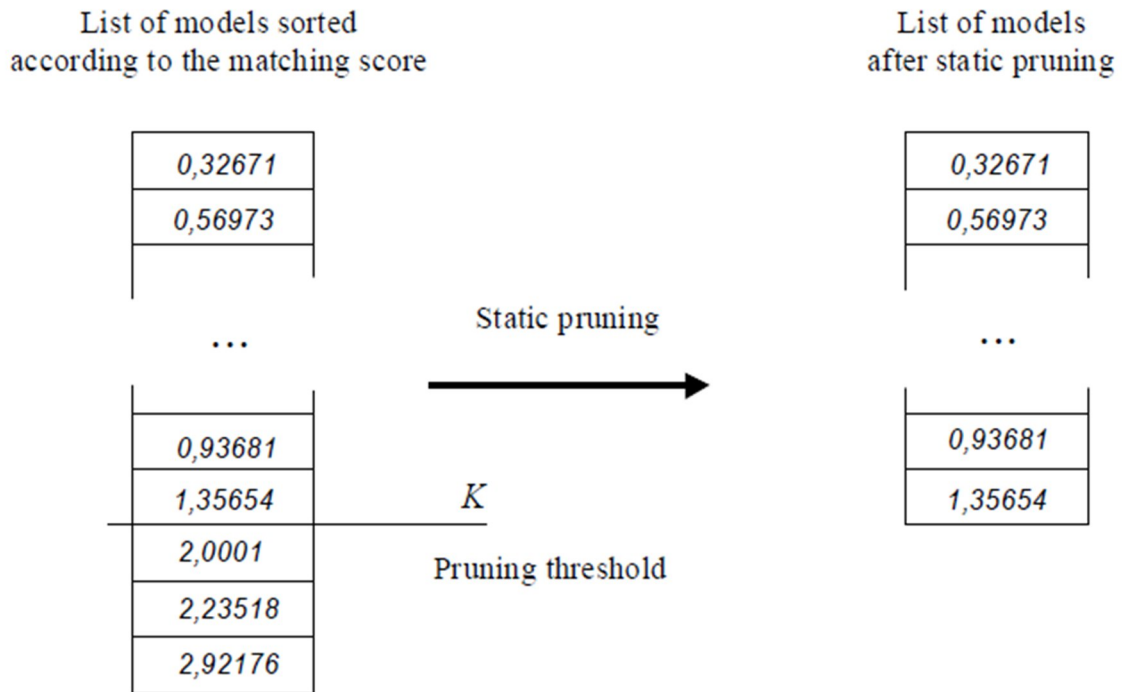 List of models sorted
according to the matching score
0,32671
0,56973
...
0,93681
1,35654
2,0001
2,23518
2,92176
Static pruning
K
Pruning threshold
List of models
after static pruning
0,32671
0,56973
...
0,93681
1,35654